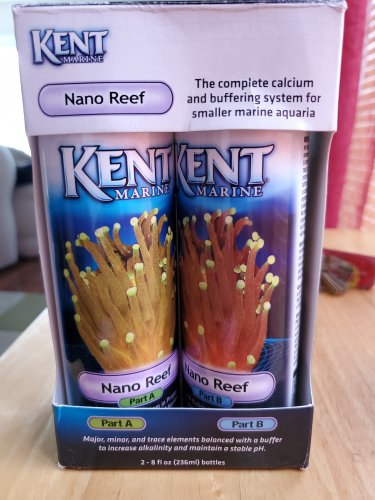 KENT
MARINE
Nano Reef
The complete calcium
and buffering system for
smaller marine aquaria
KENT
MARINE
Nano Reef
Part A
KENT
MARINE
Nano Reef
Part B
Part A
Part B
Major, minor, and trace elements balanced with a buffer
to increase alkalinity and maintain a stable pH.
2 - 8 fl oz (236ml) bottles